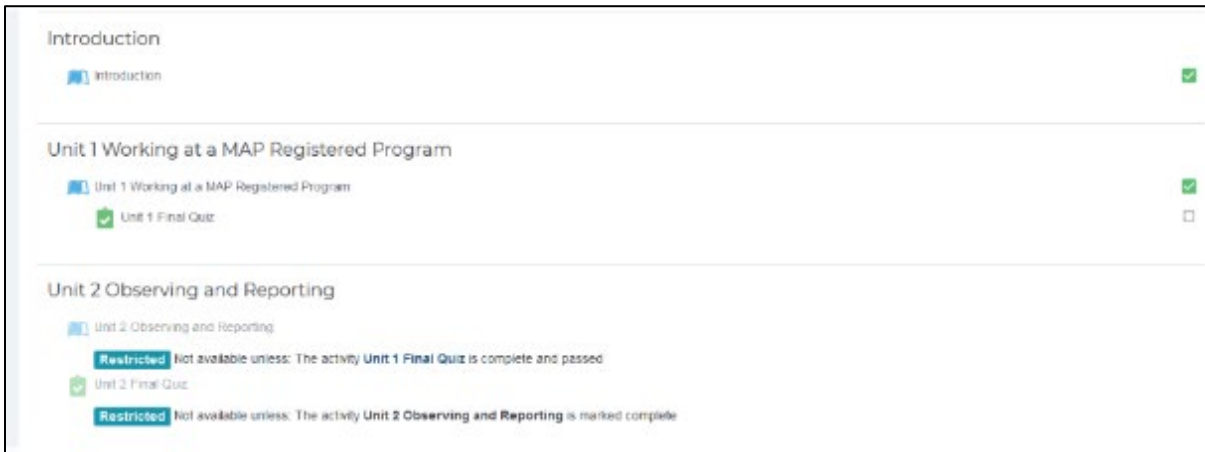 Introduction
Introduction
Unit 1 Working at a MAP Registered Program
Unit 1 Working at a MAP Registered Program
Unit 1 Final Quiz
Unit 2 Observing and Reporting
Unit 2 Observing and Reporting
Restricted Not available unless: The activity Unit 1 Final Quiz is complete and passed
Unit 2 Final Quiz
Restricted Not available unless: The activity Unit 2 Observing and Reporting is marked complete